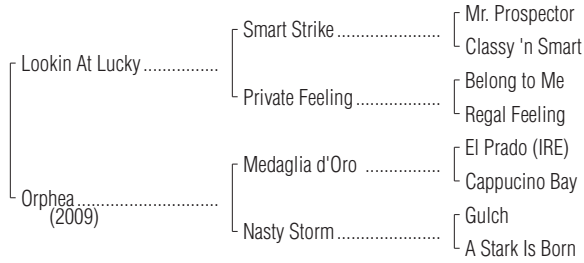 Mr. Prospector
Smart Strike ..................
Classy 'n Smart
Lookin At Lucky ................
Belong to Me
Private Feeling ..................
Regal Feeling
El Prado (IRE)
Medaglia d'Oro ................
Cappucino Bay
Orphea ..............................
(2009)
Gulch
Nasty Storm ......................
A Stark Is Born